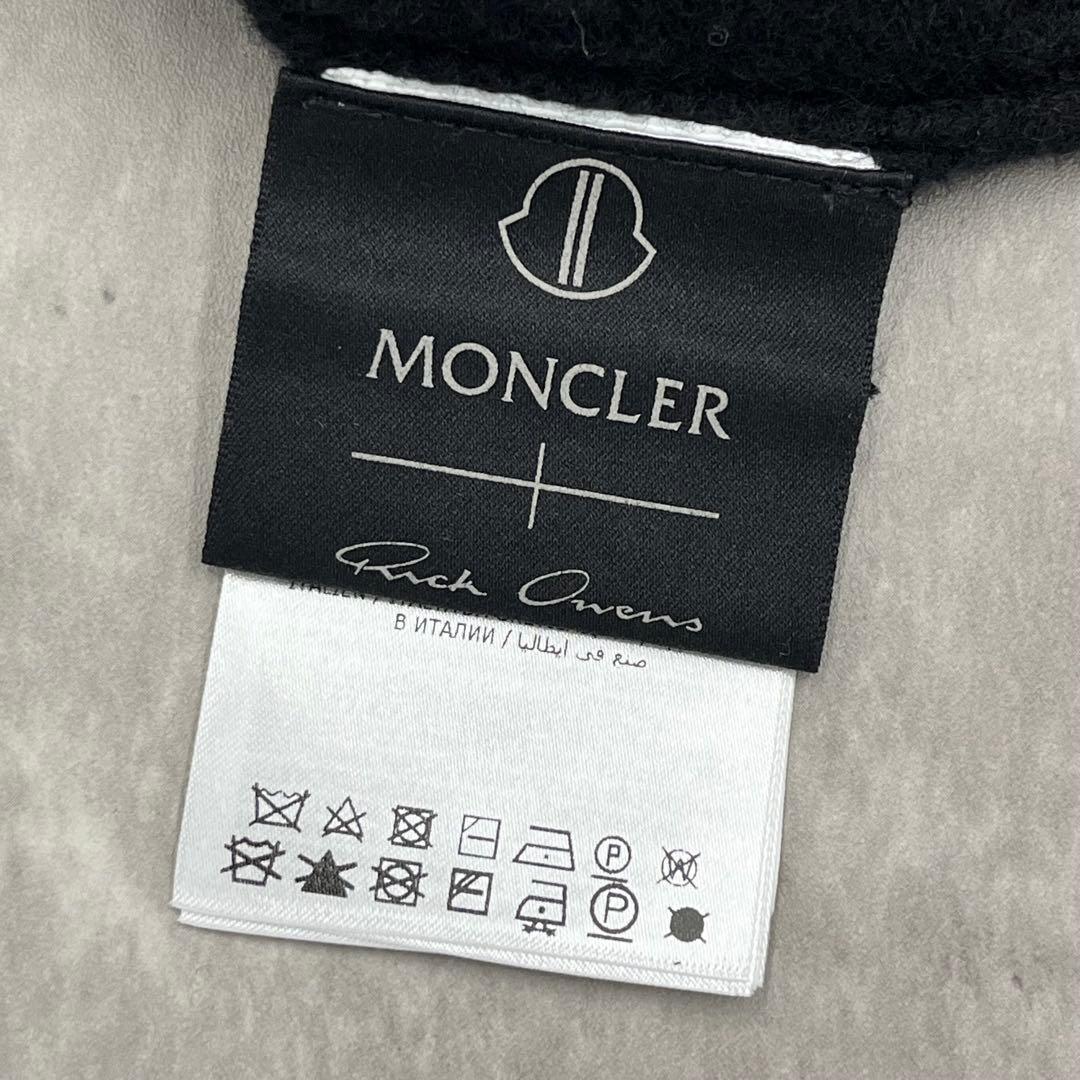 MONCLER
Rick Owens
В ИТАЛИИ / صنع في ايطاليا
P W
P